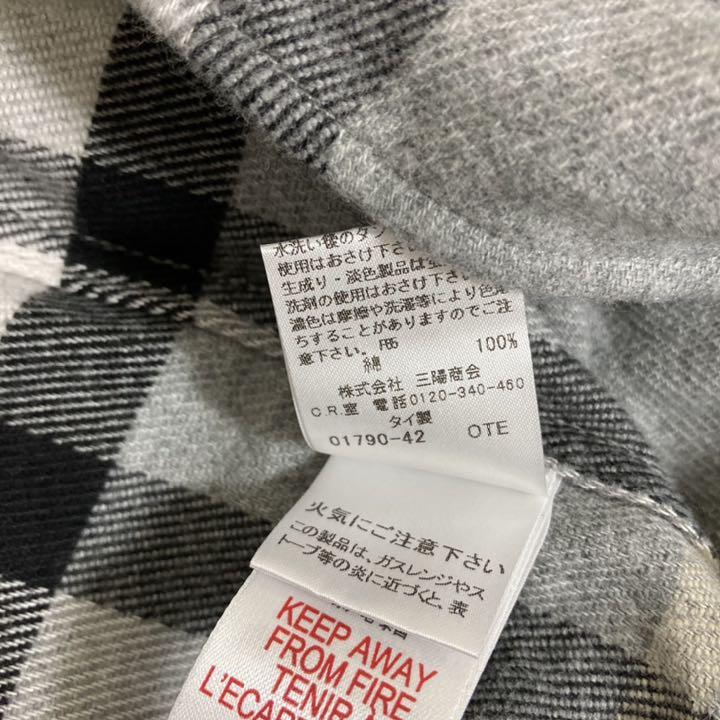 水洗い後のタン
使用はおさけ下さい
生成り・淡色製品は
洗剤の使用はおさけ下さ
濃色は摩擦や洗濯等により色
ちすることがありますのでご注
意下さい。
綿 100%
株式会社 三陽商会
C.R.室 電話0120-340-460
タイ製
01790-42 OTE
火気にご注意下さい
この製品は、ガスレンジやス
トーブ等の炎に近づくと、表
KEEP AWAY
FROM FIRE
TENIR
L'ECAR